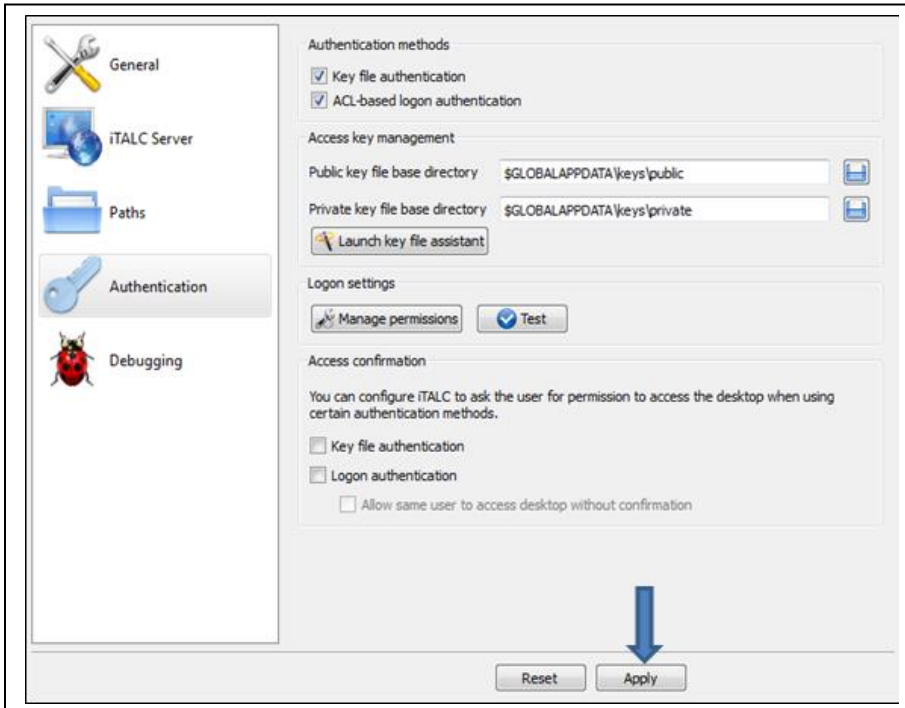 General
iTALC Server
Paths
Authentication
Debugging
Authentication methods
Key file authentication
ACL-based logon authentication
Access key management
Public key file base directory $GLOBALAPPDATA\keys\public
Private key file base directory $GLOBALAPPDATA\keys\private
Launch key file assistant
Logon settings
Manage permissions Test
Access confirmation
You can configure iTALC to ask the user for permission to access the desktop when using
certain authentication methods.
Key file authentication
Logon authentication
Allow same user to access desktop without confirmation
Reset Apply